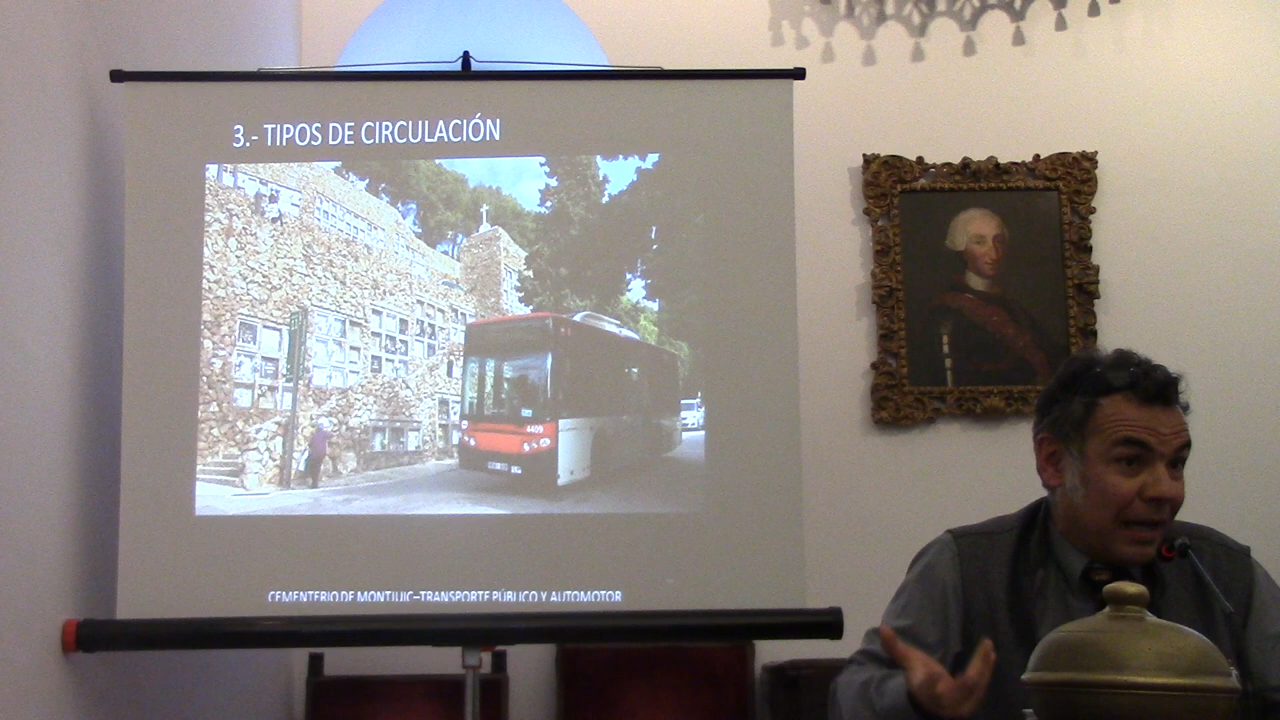 3.- TIPOS DE CIRCULACIÓN
4409
CEMENTERIO DE MONTJUIC–TRANSPORTE PÚBLICO Y AUTOMOTOR